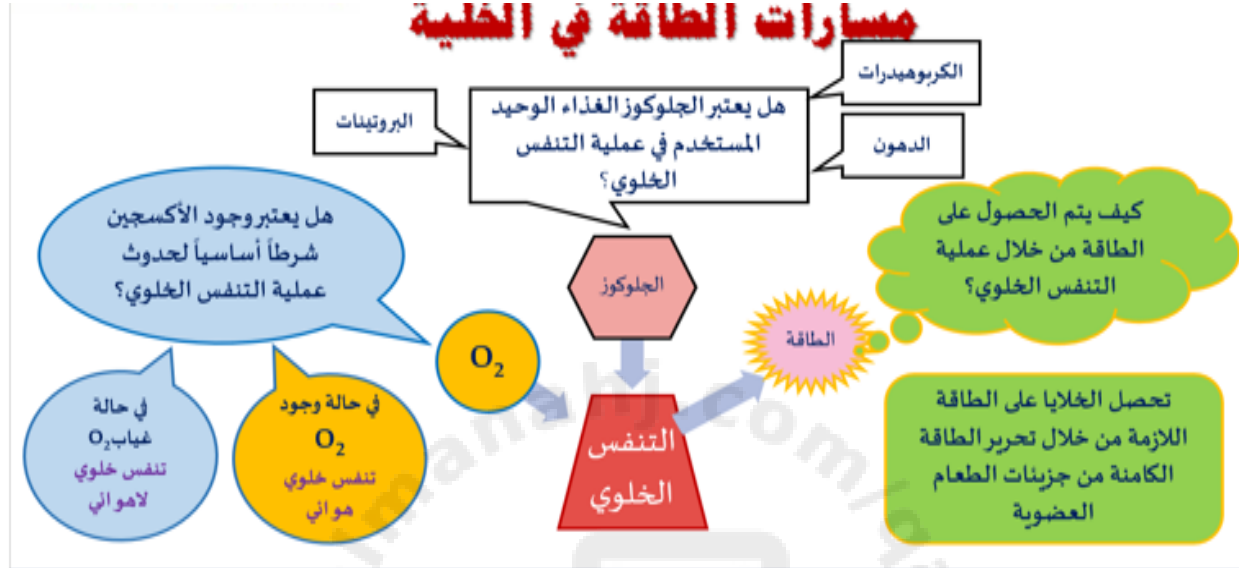 مسارات الطاقة في الخلية
الكربوهيدرات
هل يعتبر الجلوكوز الغذاء الوحيد
المستخدم في عملية التنفس
الخلوي؟
البروتينات
الدهون
كيف يتم الحصول على
الطاقة من خلال عملية
التنفس الخلوي؟
هل يعتبر وجود الأكسجين
شرطاً أساسياً لحدوث
عملية التنفس الخلوي؟
الجلوكوز
الطاقة
O₂
في حالة وجود
O₂
تنفس خلوي
هوائي
في حالة
غياب O₂
تنفس خلوي
لاهوائي
التنفس
الخلوي
تحصل الخلايا على الطاقة
اللازمة من خلال تحرير الطاقة
الكامنة من جزيئات الطعام
العضوية